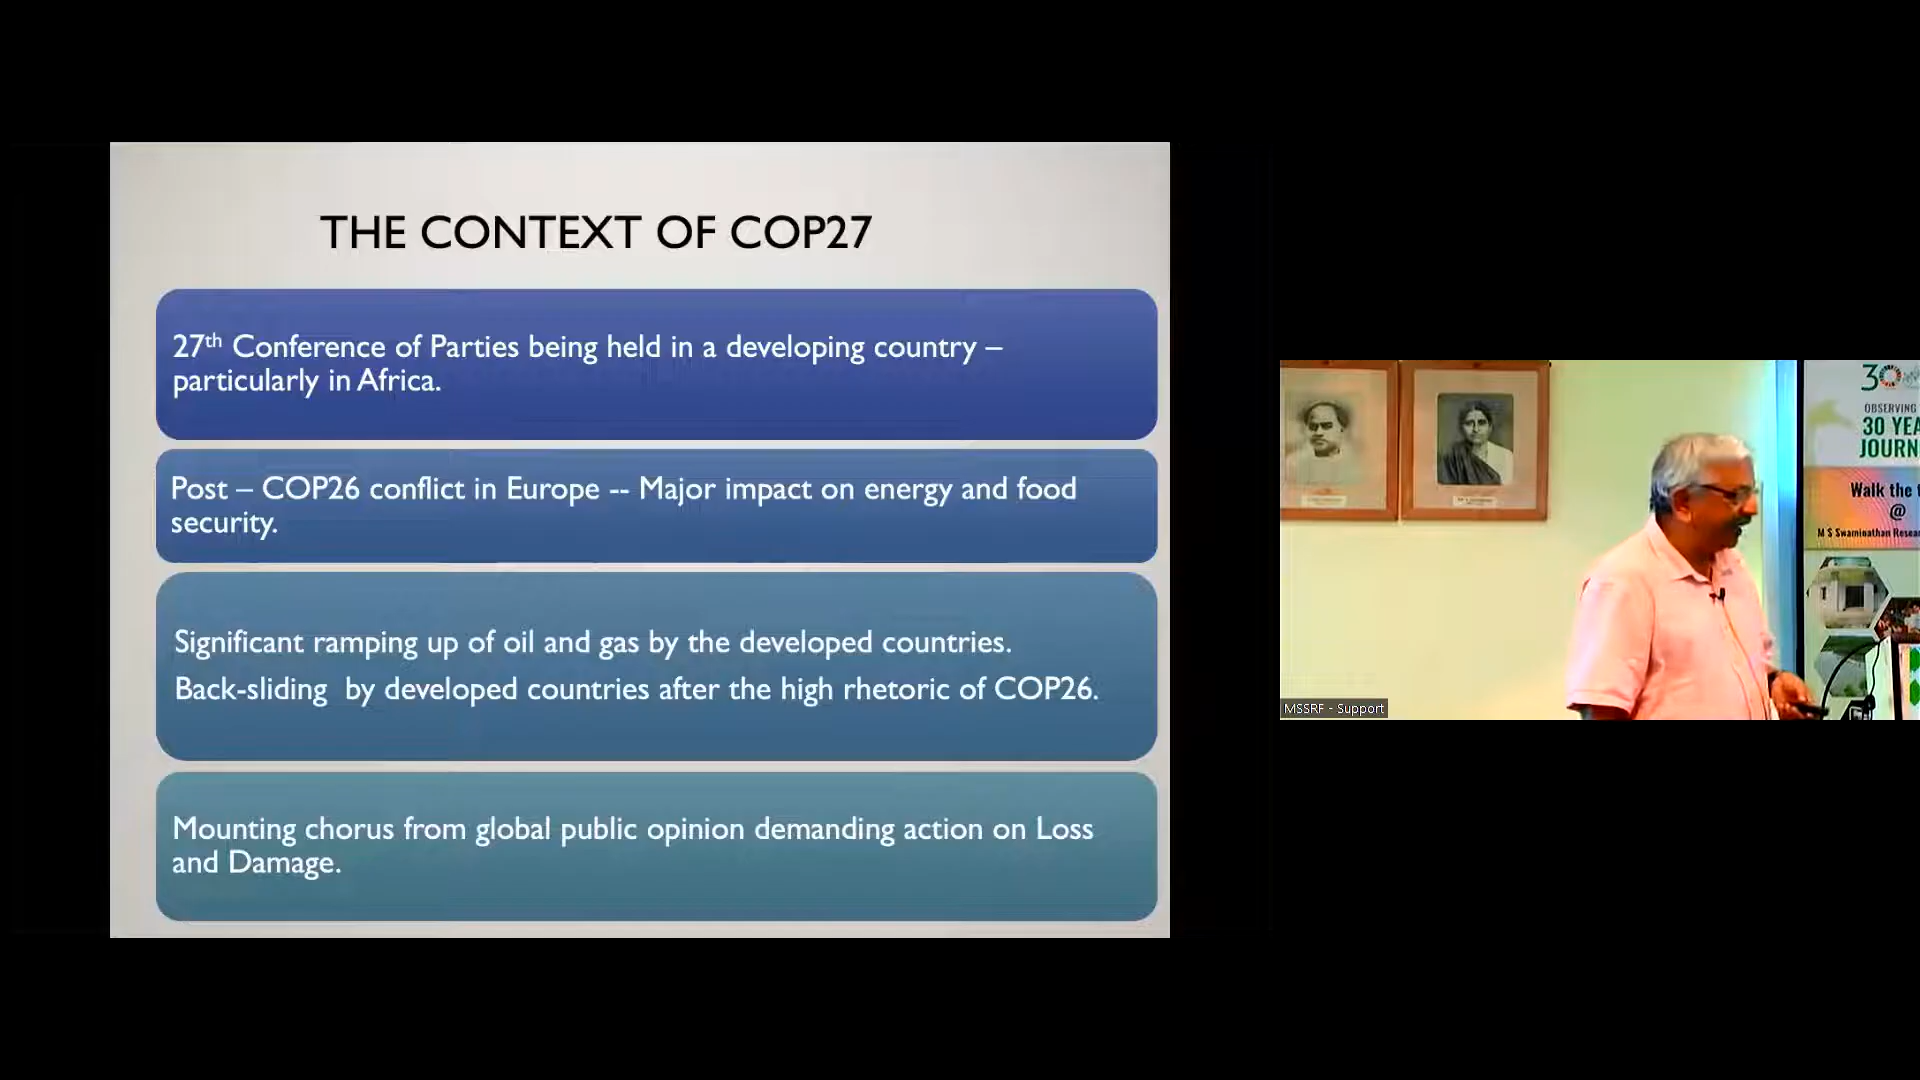 THE CONTEXT OF COP27
27th Conference of Parties being held in a developing country –
particularly in Africa.
Post – COP26 conflict in Europe -- Major impact on energy and food
security.
Significant ramping up of oil and gas by the developed countries.
Back-sliding by developed countries after the high rhetoric of COP26.
Mounting chorus from global public opinion demanding action on Loss
and Damage.
30
OBSERVING
30 YEA
JOURN
Walk the
@
M S Swaminathan Resea
MSSRF - Support